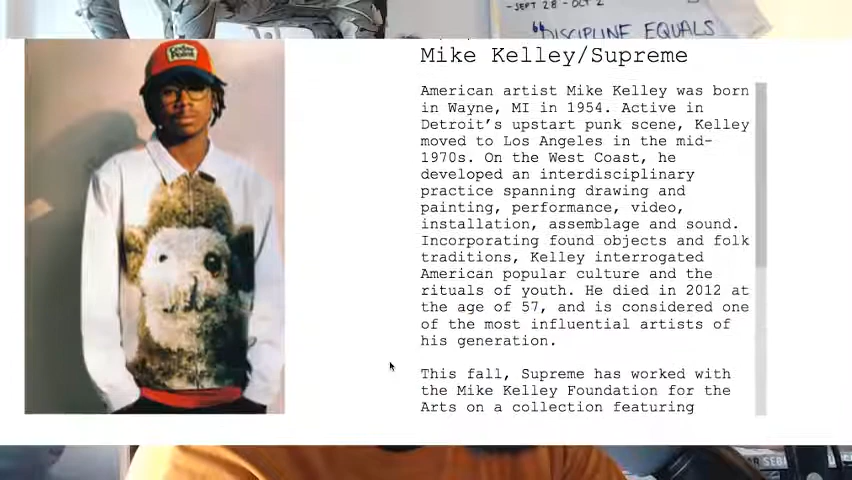 -SEPT 28 - OCT 2
"DISCIPLINE EQUALS
Mike Kelley/Supreme
American artist Mike Kelley was born
in Wayne, MI in 1954. Active in
Detroit's upstart punk scene, Kelley
moved to Los Angeles in the mid-
1970s. On the West Coast, he
developed an interdisciplinary
practice spanning drawing and
painting, performance, video,
installation, assemblage and sound.
Incorporating found objects and folk
traditions, Kelley interrogated
American popular culture and the
rituals of youth. He died in 2012 at
the age of 57, and is considered one
of the most influential artists of
his generation.
This fall, Supreme has worked with
the Mike Kelley Foundation for the
Arts on a collection featuring